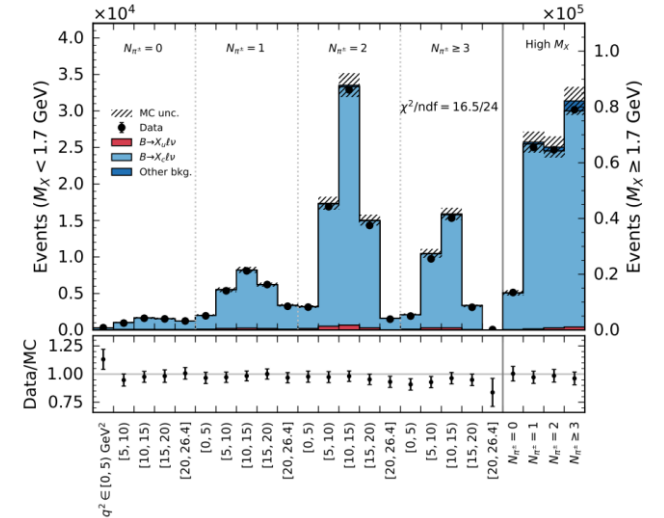 ×10⁴
×10⁵
N_π± = 0
N_π± = 1
N_π± = 2
N_π± ≥ 3
High M_X
χ²/ndf = 16.5/24
MC unc.
Data
B→X_uℓν
B→X_cℓν
Other bkg.
Events (M_X < 1.7 GeV)
4.0
3.5
3.0
2.5
2.0
1.5
1.0
0.5
0.0
Events (M_X ≥ 1.7 GeV)
1.0
0.8
0.6
0.4
0.2
0.0
Data/MC
1.25
1.00
0.75
q² ∈ [0, 5) GeV²
[5, 10)
[10, 15)
[15, 20)
[20, 26.4]
[0, 5)
[5, 10)
[10, 15)
[15, 20)
[20, 26.4]
[0, 5)
[5, 10)
[10, 15)
[15, 20)
[20, 26.4]
[0, 5)
[5, 10)
[10, 15)
[15, 20)
[20, 26.4]
N_π± = 0
N_π± = 1
N_π± = 2
N_π± ≥ 3